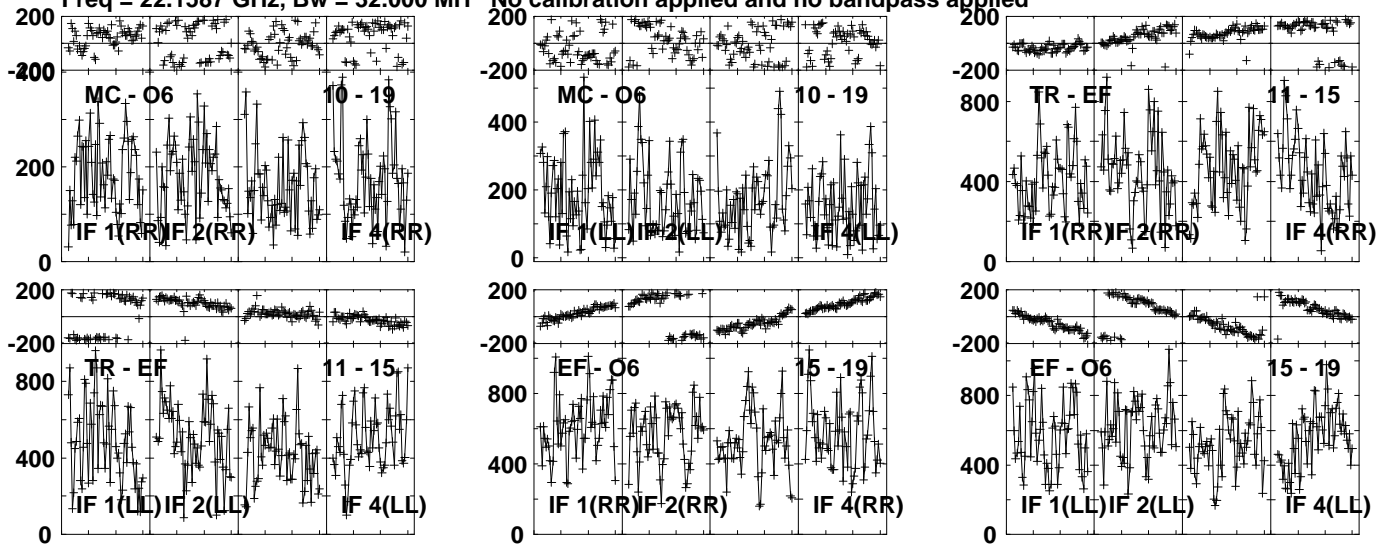 Freq = 22.1587 GHz, Bw = 32.000 MH No calibration applied and no bandpass applied
200
-200
400
200
0
MC - O6
10 - 19
IF 1(RR)
IF 2(RR)
IF 4(RR)
200
-200
400
200
0
MC - O6
10 - 19
IF 1(LL)
IF 2(LL)
IF 4(LL)
200
-200
800
400
0
TR - EF
11 - 15
IF 1(RR)
IF 2(RR)
IF 4(RR)
200
-200
800
400
0
TR - EF
11 - 15
IF 1(LL)
IF 2(LL)
IF 4(LL)
200
-200
800
400
0
EF - O6
15 - 19
IF 1(RR)
IF 2(RR)
IF 4(RR)
200
-200
800
400
0
EF - O6
15 - 19
IF 1(LL)
IF 2(LL)
IF 4(LL)